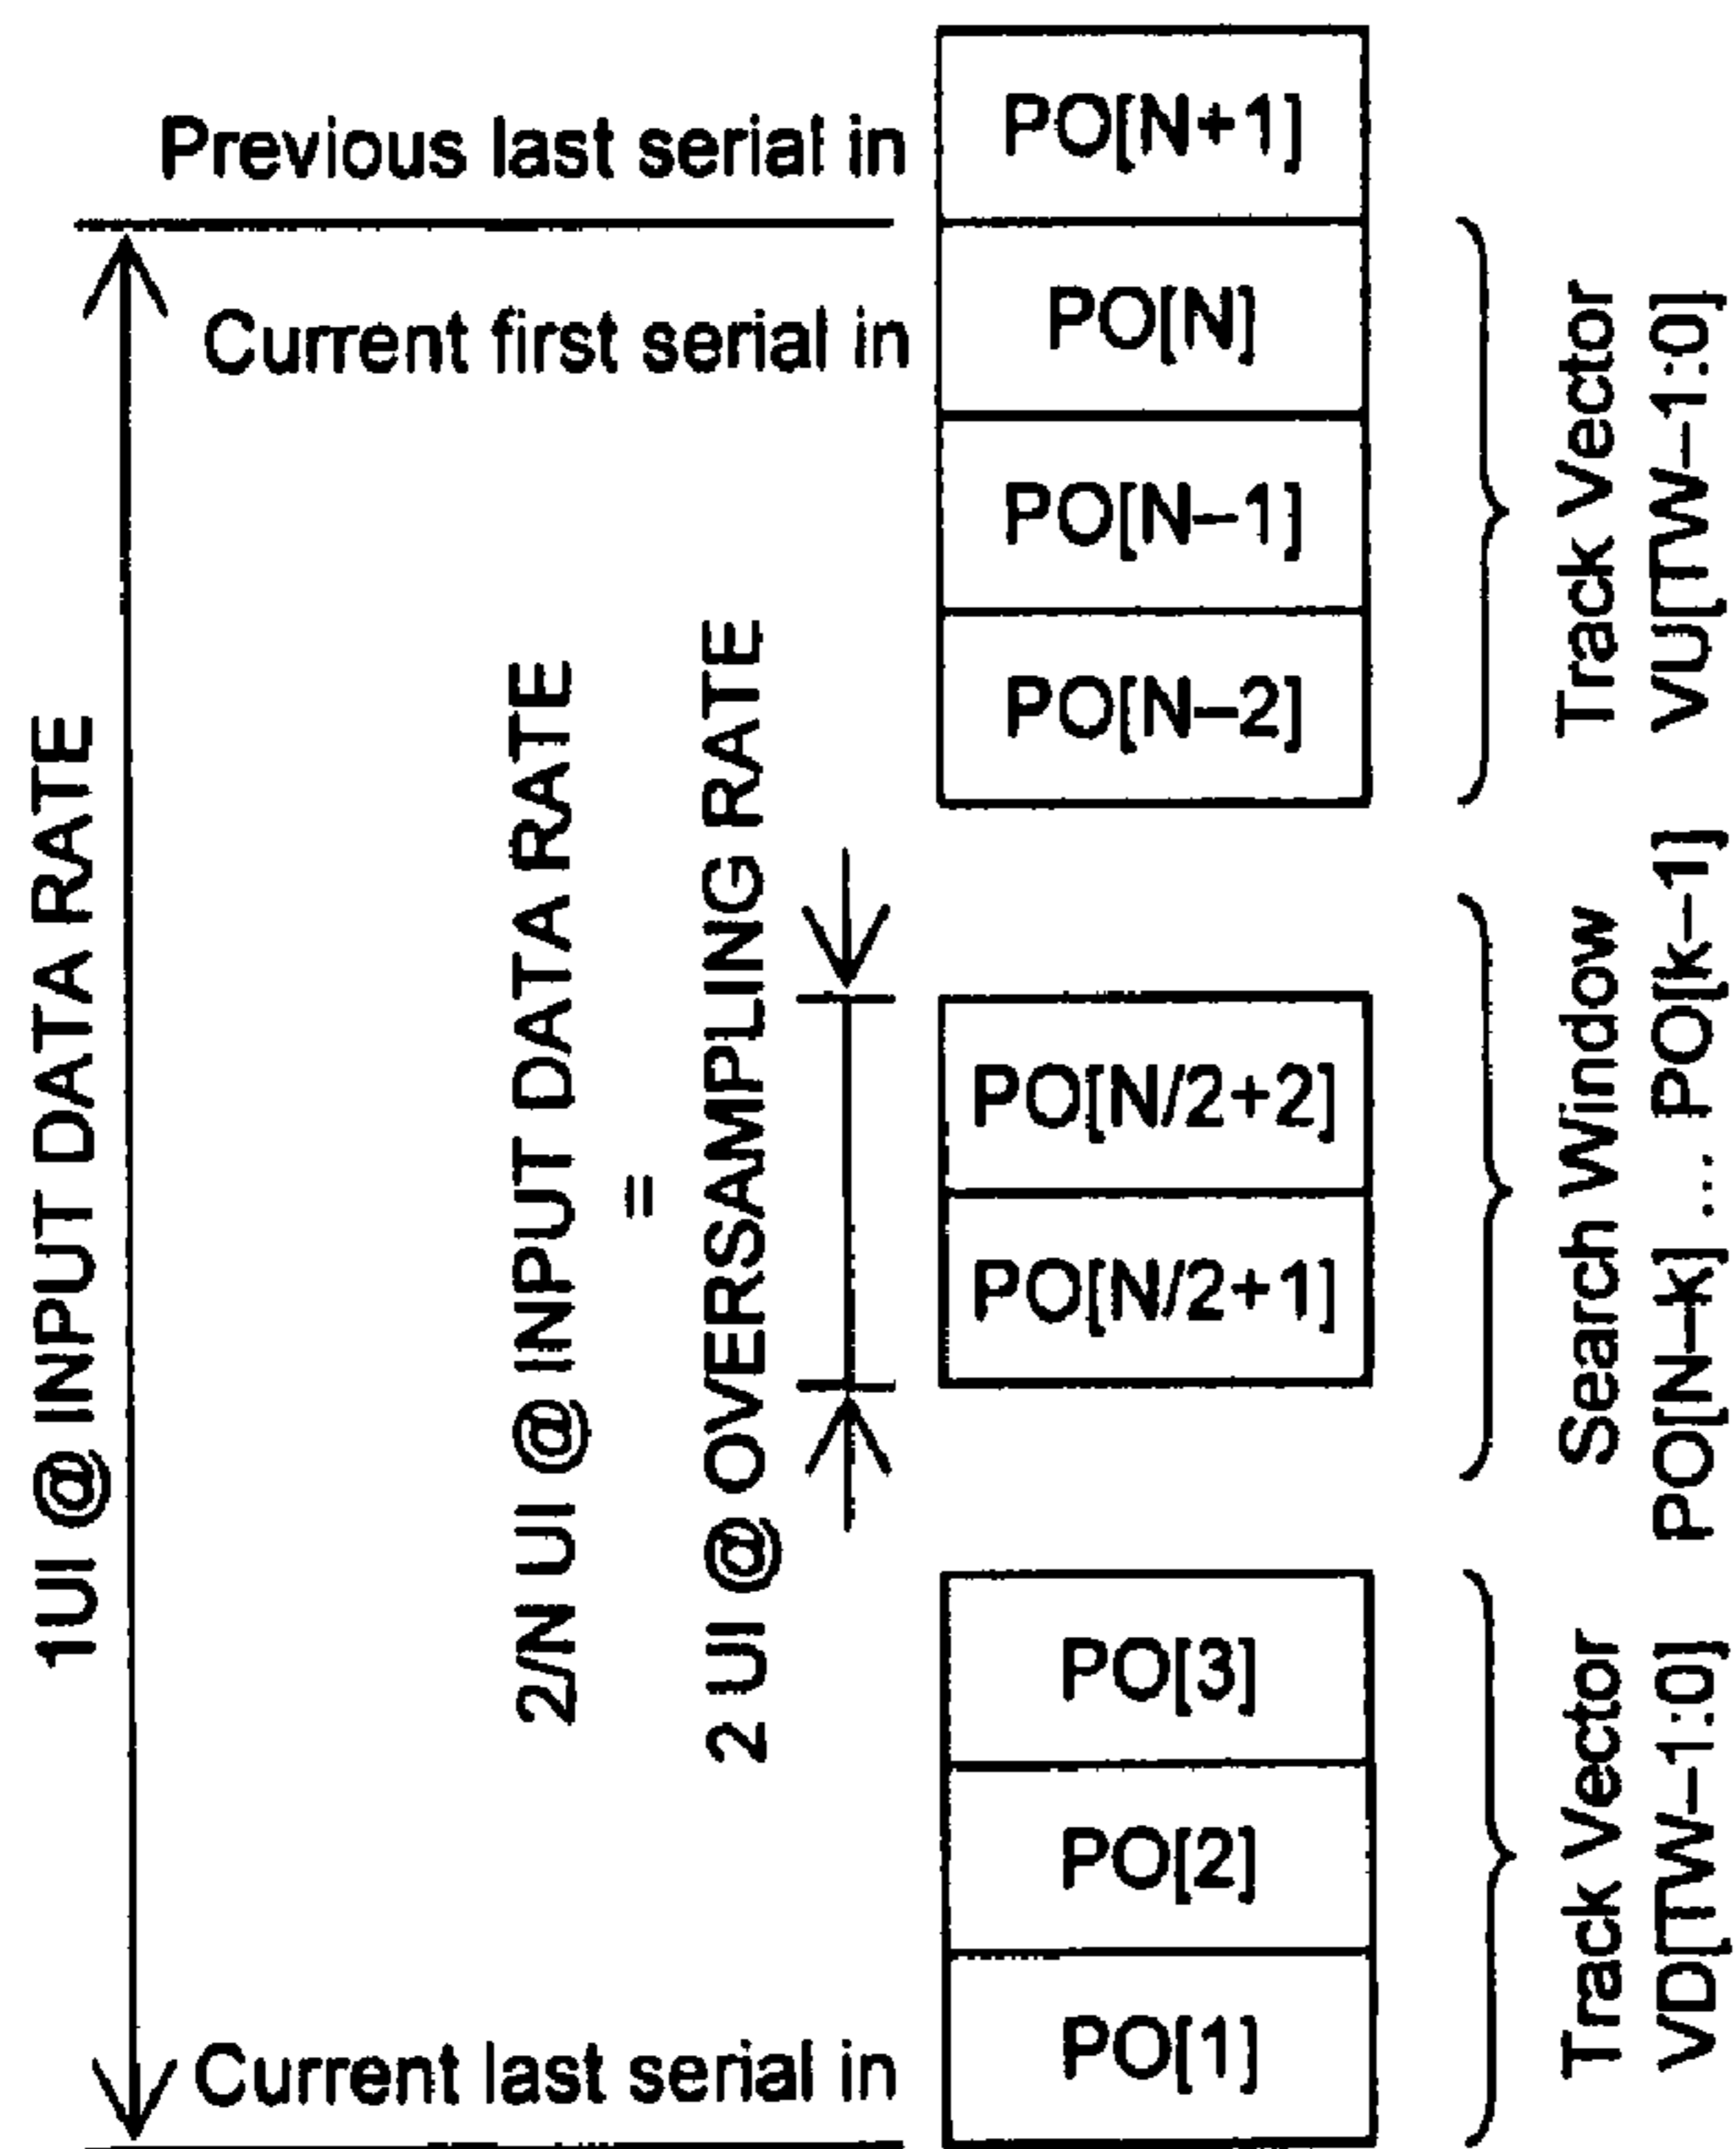 Previous last serial in
Current first serial in
Current last serial in
1UI @ INPUT DATA RATE
2/N UI @ INPUT DATA RATE
=
2 UI @ OVERSAMPLING RATE
PO[N+1]
PO[N]
PO[N–1]
PO[N–2]
PO[N/2+2]
PO[N/2+1]
PO[3]
PO[2]
PO[1]
Track Vector
VU[TW–1:0]
Search Window
PO[N–k] ... PO[k–1]
Track Vector
VD[TW–1:0]